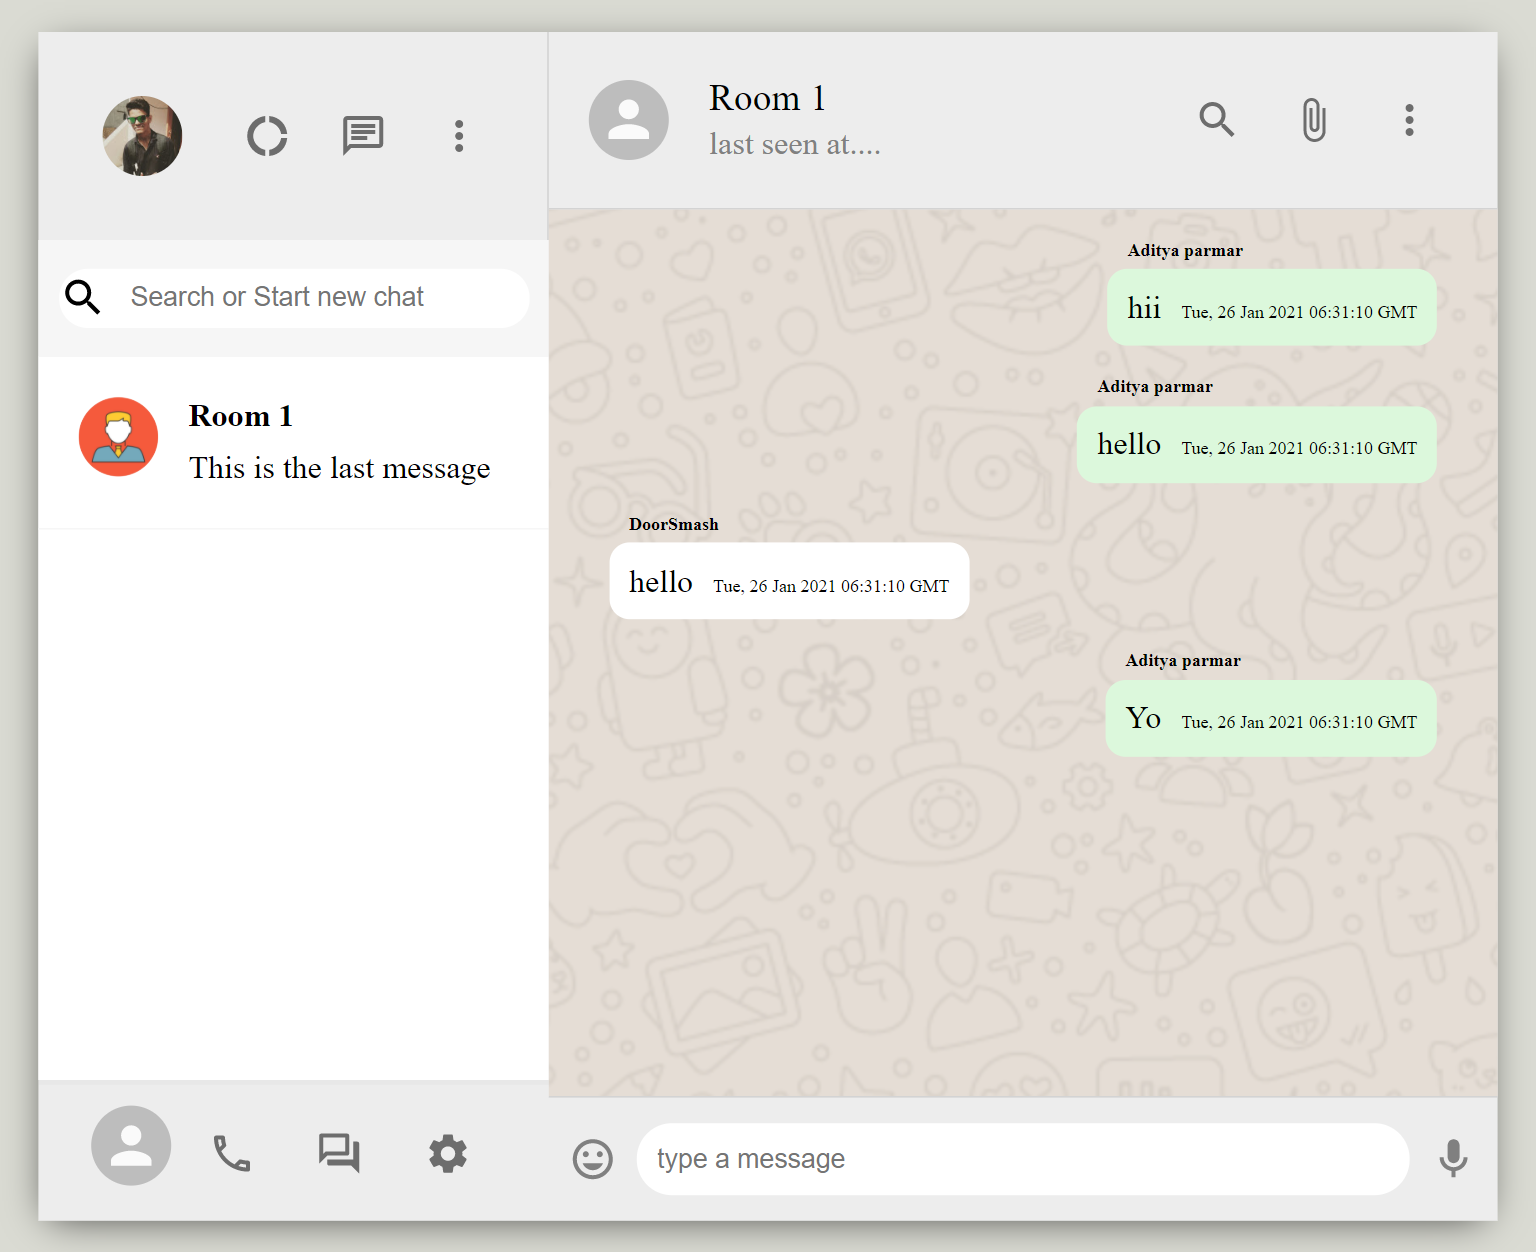 Search or Start new chat
Room 1
This is the last message
Room 1
last seen at....
Aditya parmar
hii Tue, 26 Jan 2021 06:31:10 GMT
Aditya parmar
hello Tue, 26 Jan 2021 06:31:10 GMT
DoorSmash
hello Tue, 26 Jan 2021 06:31:10 GMT
Aditya parmar
Yo Tue, 26 Jan 2021 06:31:10 GMT
type a message